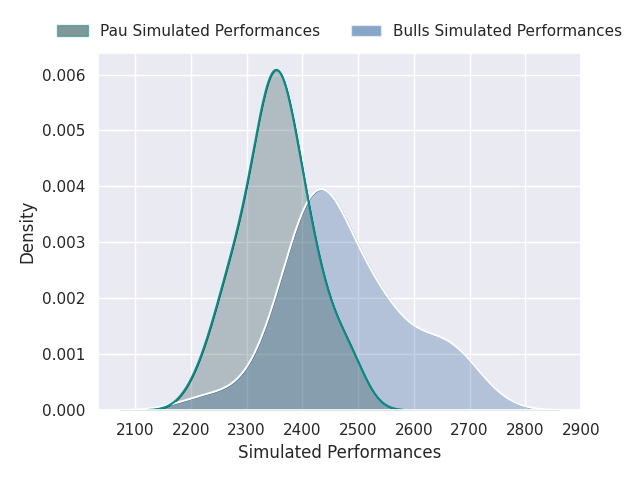 Pau Simulated Performances Bulls Simulated Performances
0.006
0.005
0.004
0.003
0.002
0.001
0.000
Density
2100 2200 2300 2400 2500 2600 2700 2800 2900
Simulated Performances